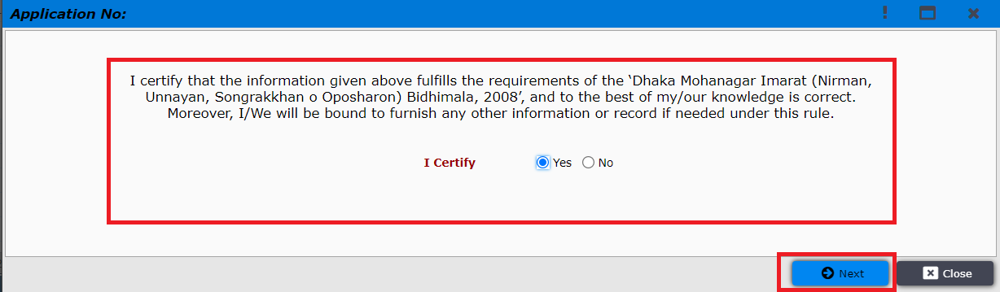 Application No:
I certify that the information given above fulfills the requirements of the ‘Dhaka Mohanagar Imarat (Nirman,
Unnayan, Songrakkhan o Oposharon) Bidhimala, 2008’, and to the best of my/our knowledge is correct.
Moreover, I/We will be bound to furnish any other information or record if needed under this rule.
I Certify Yes No
Next Close